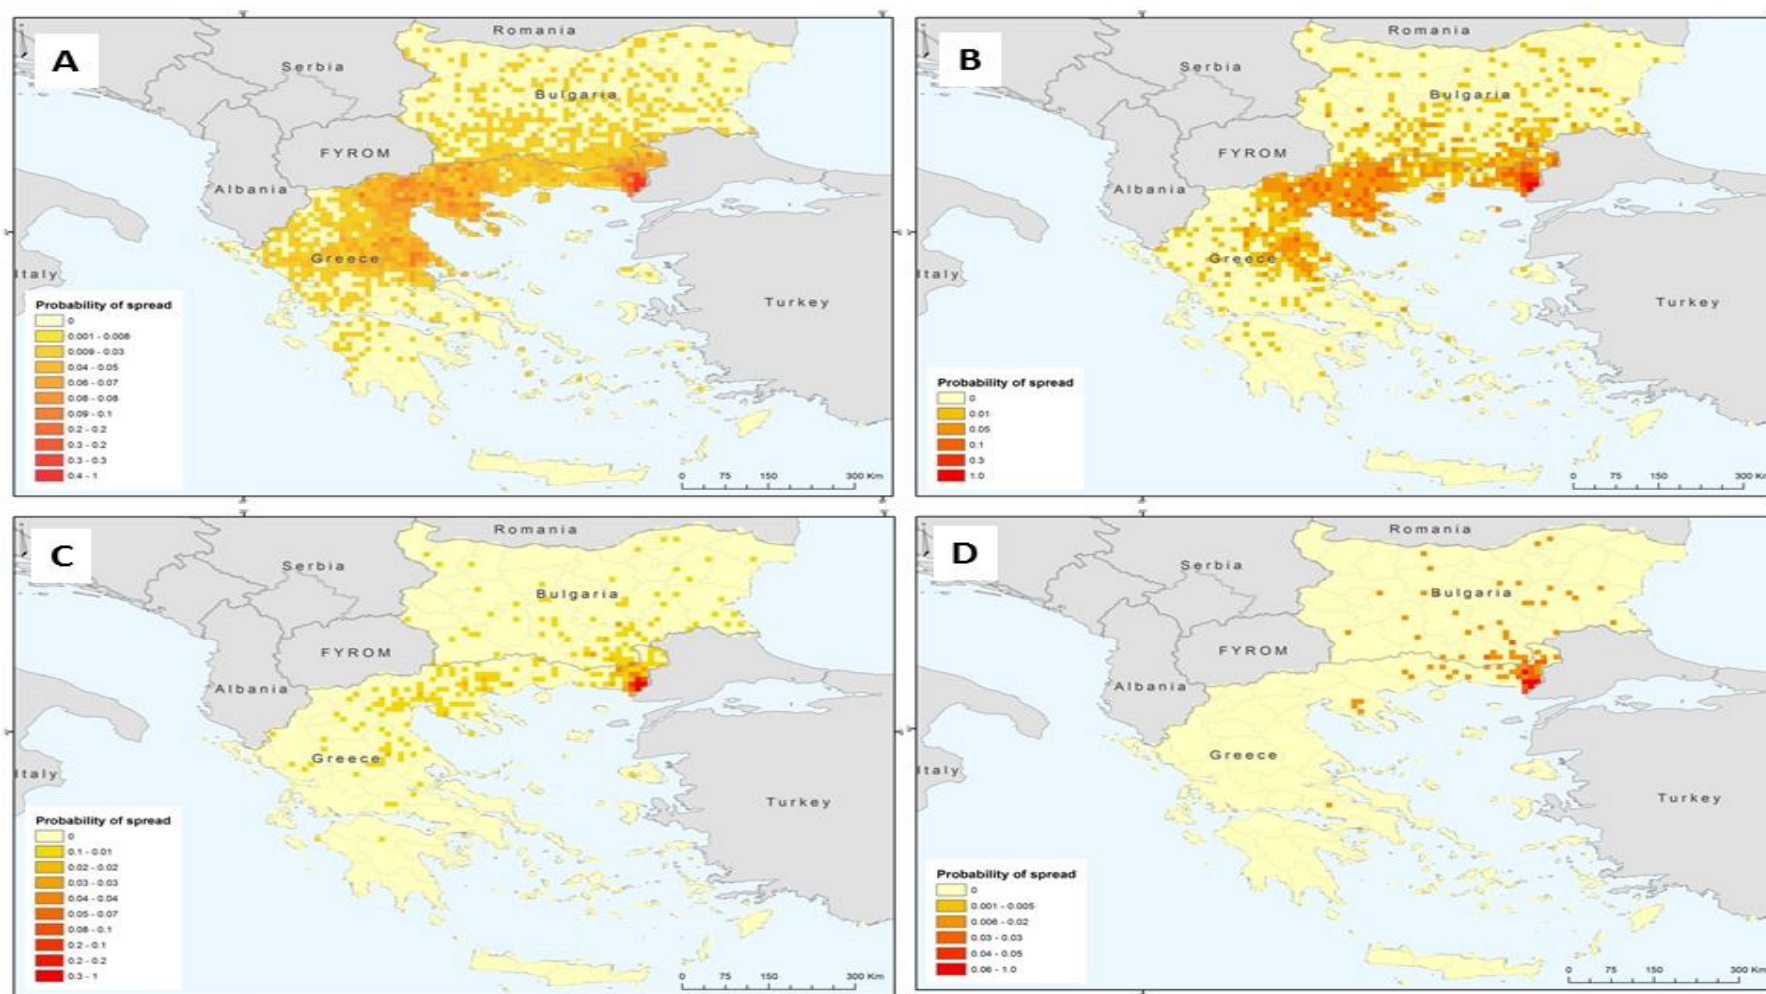 A
Romania
Serbia
Bulgaria
FYROM
Albania
Greece
Italy
Turkey
Probability of spread
0
0.001 - 0.008
0.009 - 0.03
0.04 - 0.05
0.06 - 0.07
0.08 - 0.08
0.09 - 0.1
0.2 - 0.2
0.3 - 0.2
0.3 - 0.3
0.4 - 1
0 75 150 300 Km
B
Romania
Serbia
Bulgaria
FYROM
Albania
Greece
Italy
Turkey
Probability of spread
0
0.01
0.05
0.1
0.3
1.0
0 75 150 300 Km
C
Romania
Serbia
Bulgaria
FYROM
Albania
Greece
Italy
Turkey
Probability of spread
0
0.1 - 0.01
0.02 - 0.02
0.03 - 0.03
0.04 - 0.04
0.05 - 0.07
0.08 - 0.1
0.2 - 0.1
0.2 - 0.2
0.3 - 1
0 75 150 300 Km
D
Romania
Serbia
Bulgaria
FYROM
Albania
Greece
Italy
Turkey
Probability of spread
0
0.001 - 0.005
0.006 - 0.02
0.03 - 0.03
0.04 - 0.05
0.06 - 1.0
0 75 150 300 Km